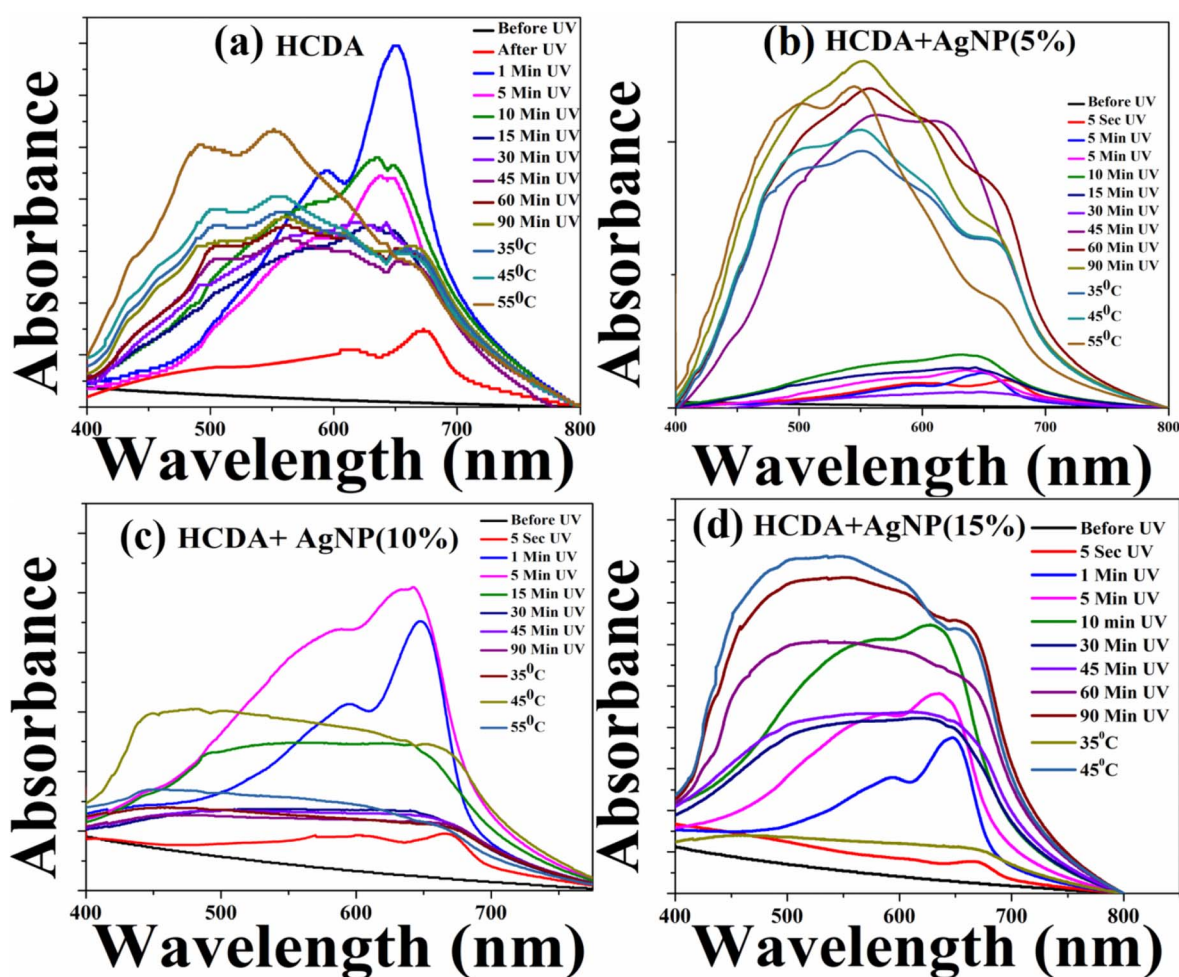 (a) HCDA
Before UV
After UV
1 Min UV
5 Min UV
10 Min UV
15 Min UV
30 Min UV
45 Min UV
60 Min UV
90 Min UV
35⁰C
45⁰C
55⁰C
Absorbance
400 500 600 700 800
Wavelength (nm)
(b) HCDA+AgNP(5%)
Before UV
5 Sec UV
5 Min UV
5 Min UV
10 Min UV
15 Min UV
30 Min UV
45 Min UV
60 Min UV
90 Min UV
35⁰C
45⁰C
55⁰C
Absorbance
400 500 600 700 800
Wavelength (nm)
(c) HCDA+ AgNP(10%)
Before UV
5 Sec UV
1 Min UV
5 Min UV
15 Min UV
30 Min UV
45 Min UV
90 Min UV
35⁰C
45⁰C
55⁰C
Absorbance
400 500 600 700
Wavelength (nm)
(d) HCDA+AgNP(15%)
Before UV
5 Sec UV
1 Min UV
5 Min UV
10 min UV
30 Min UV
45 Min UV
60 Min UV
90 Min UV
35⁰C
45⁰C
Absorbance
400 500 600 700 800
Wavelength (nm)